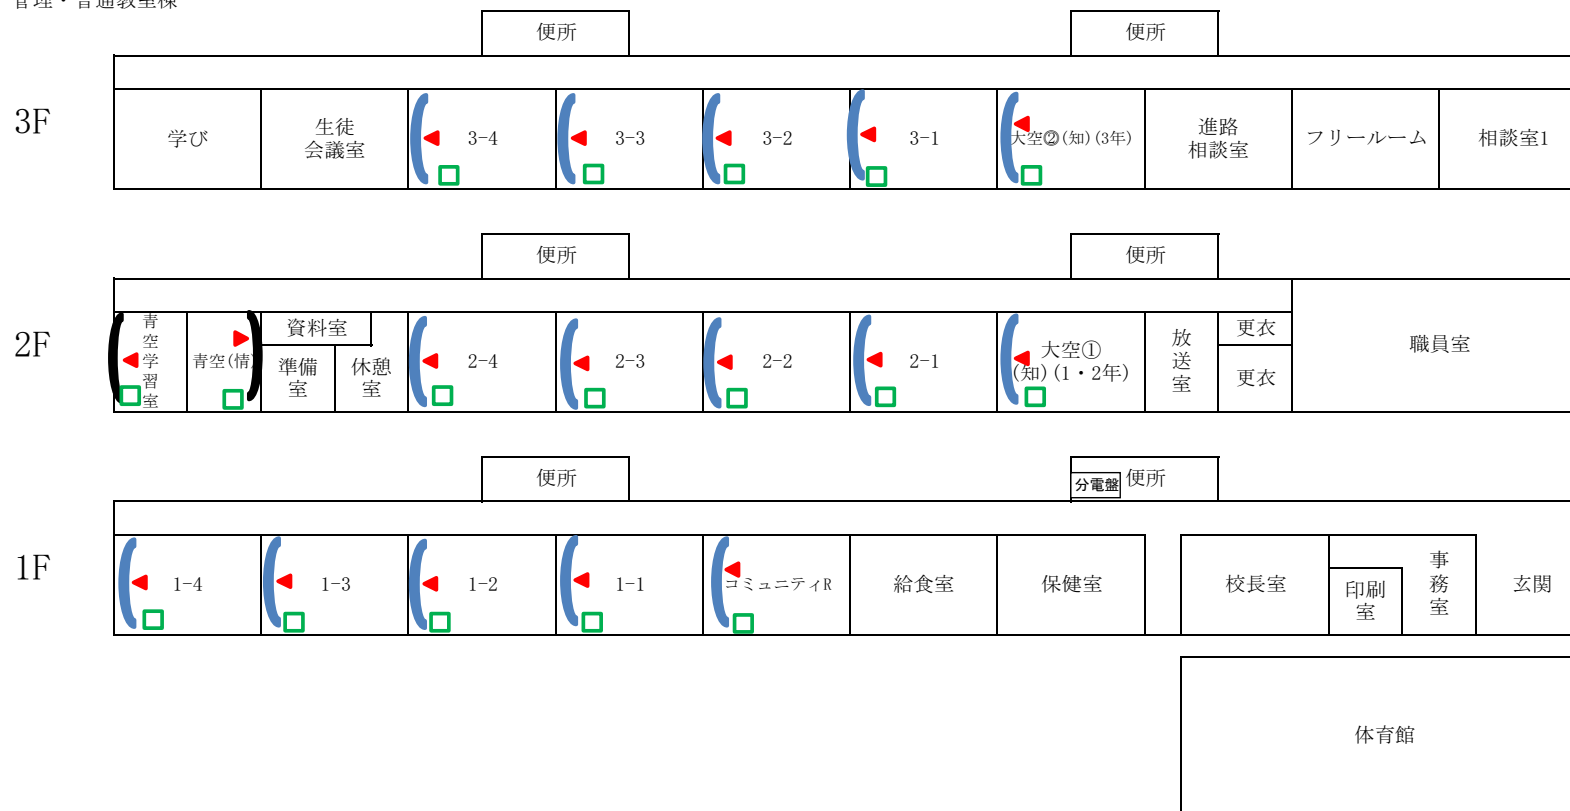 管理・普通教室棟
便所
便所
3F
学び
生徒
会議室
3-4
3-3
3-2
3-1
大空②(知)(3年)
進路
相談室
フリールーム
相談室1
便所
便所
2F
青空学習室
青空(情)
資料室
準備
室
休憩
室
2-4
2-3
2-2
2-1
大空①
(知)(1・2年)
放送室
更衣
更衣
職員室
便所
分電盤
便所
1F
1-4
1-3
1-2
1-1
コミュニティR
給食室
保健室
校長室
印刷
室
事務室
玄関
体育館